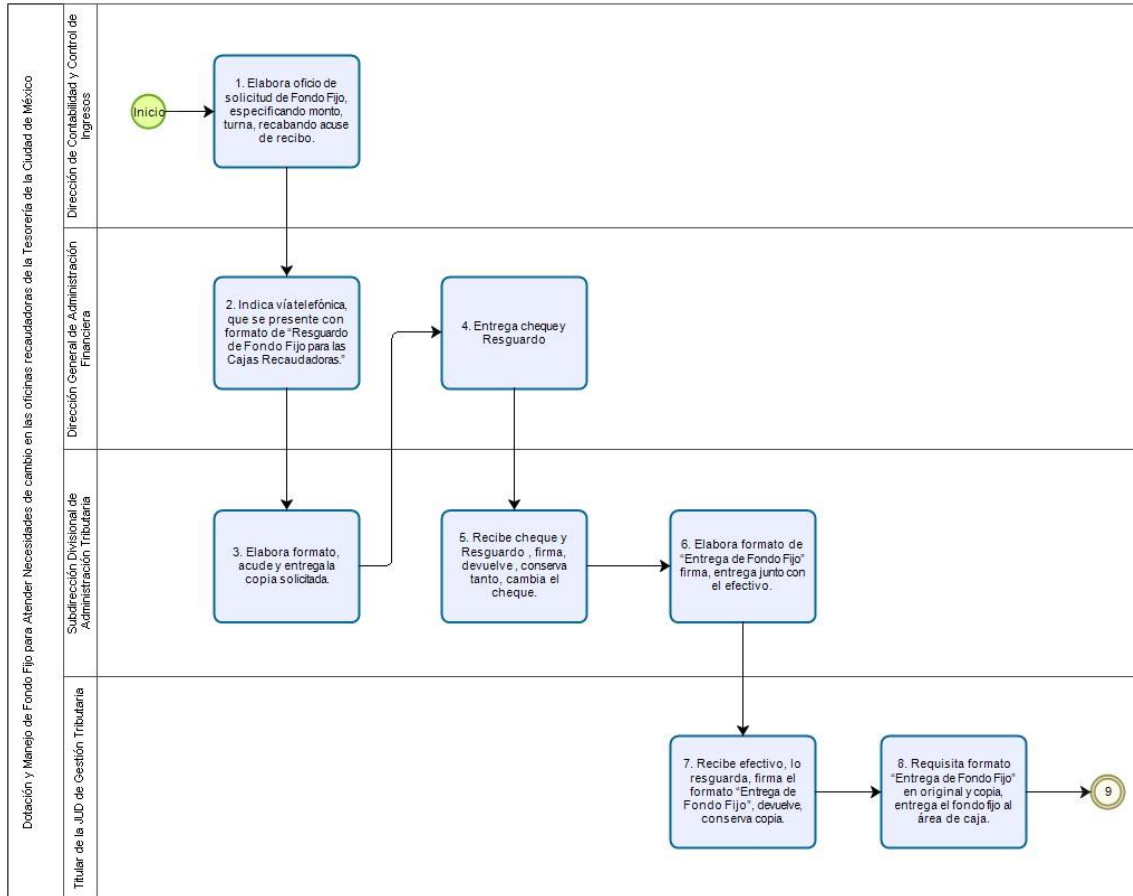 Dotación y Manejo de Fondo Fijo para Atender Necesidades de cambio en las oficinas recaudadoras de la Tesorería de la Ciudad de México
Dirección de Contabilidad y Control de
Ingresos
Inicio
1. Elabora oficio de
solicitud de Fondo Fijo,
especificando monto,
turna, recabando acuse
de recibo.
Dirección General de Administración
Financiera
2. Indica vía telefónica,
que se presente con
formato de “Resguardo
de Fondo Fijo para las
Cajas Recaudadoras.”
4. Entrega cheque y
Resguardo
Subdirección Divisional de
Administración Tributaria
3. Elabora formato,
acude y entrega la
copia solicitada.
5. Recibe cheque y
Resguardo , firma,
devuelve , conserva
tanto, cambia el
cheque.
6. Elabora formato de
“Entrega de Fondo Fijo”
firma, entrega junto con
el efectivo.
Titular de la JUD de Gestión Tributaria
7. Recibe efectivo, lo
resguarda, firma el
formato “Entrega de
Fondo Fijo”, devuelve,
conserva copia.
8. Requisita formato
“Entrega de Fondo Fijo”
en original y copia,
entrega el fondo fijo al
área de caja.
9